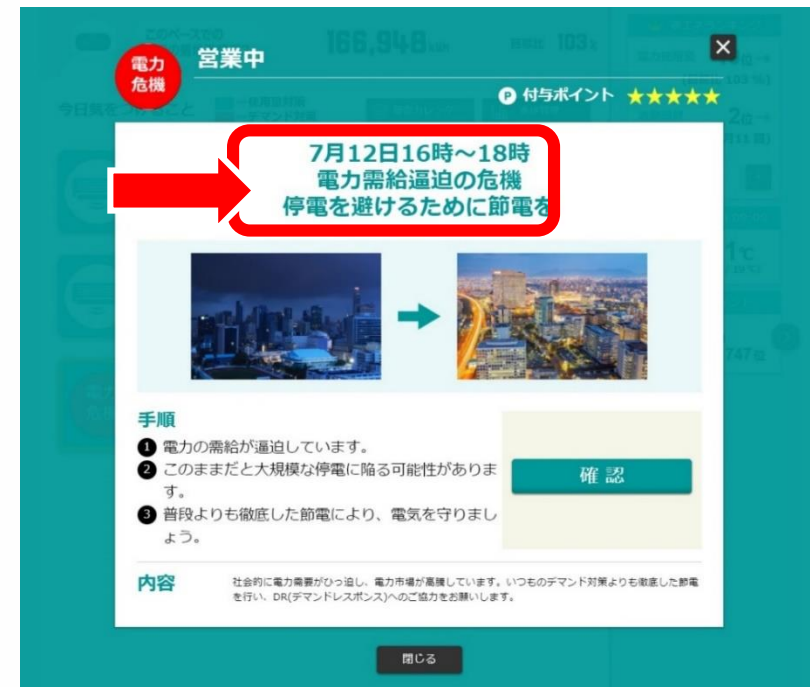 166,948 kWh
103%
電力
危機
営業中
×
P 付与ポイント ★★★★★
7月12日16時～18時
電力需給逼迫の危機
停電を避けるために節電を
手順
1 電力の需給が逼迫しています。
2 このままだと大規模な停電に陥る可能性がありま
す。
3 普段よりも徹底した節電により、電気を守りまし
ょう。
確認
内容
社会的に電力需要がひっ迫し、電力市場が高騰しています。いつものデマンド対策よりも徹底した節電
を行い、DR(デマンドレスポンス)へのご協力をお願いします。
閉じる